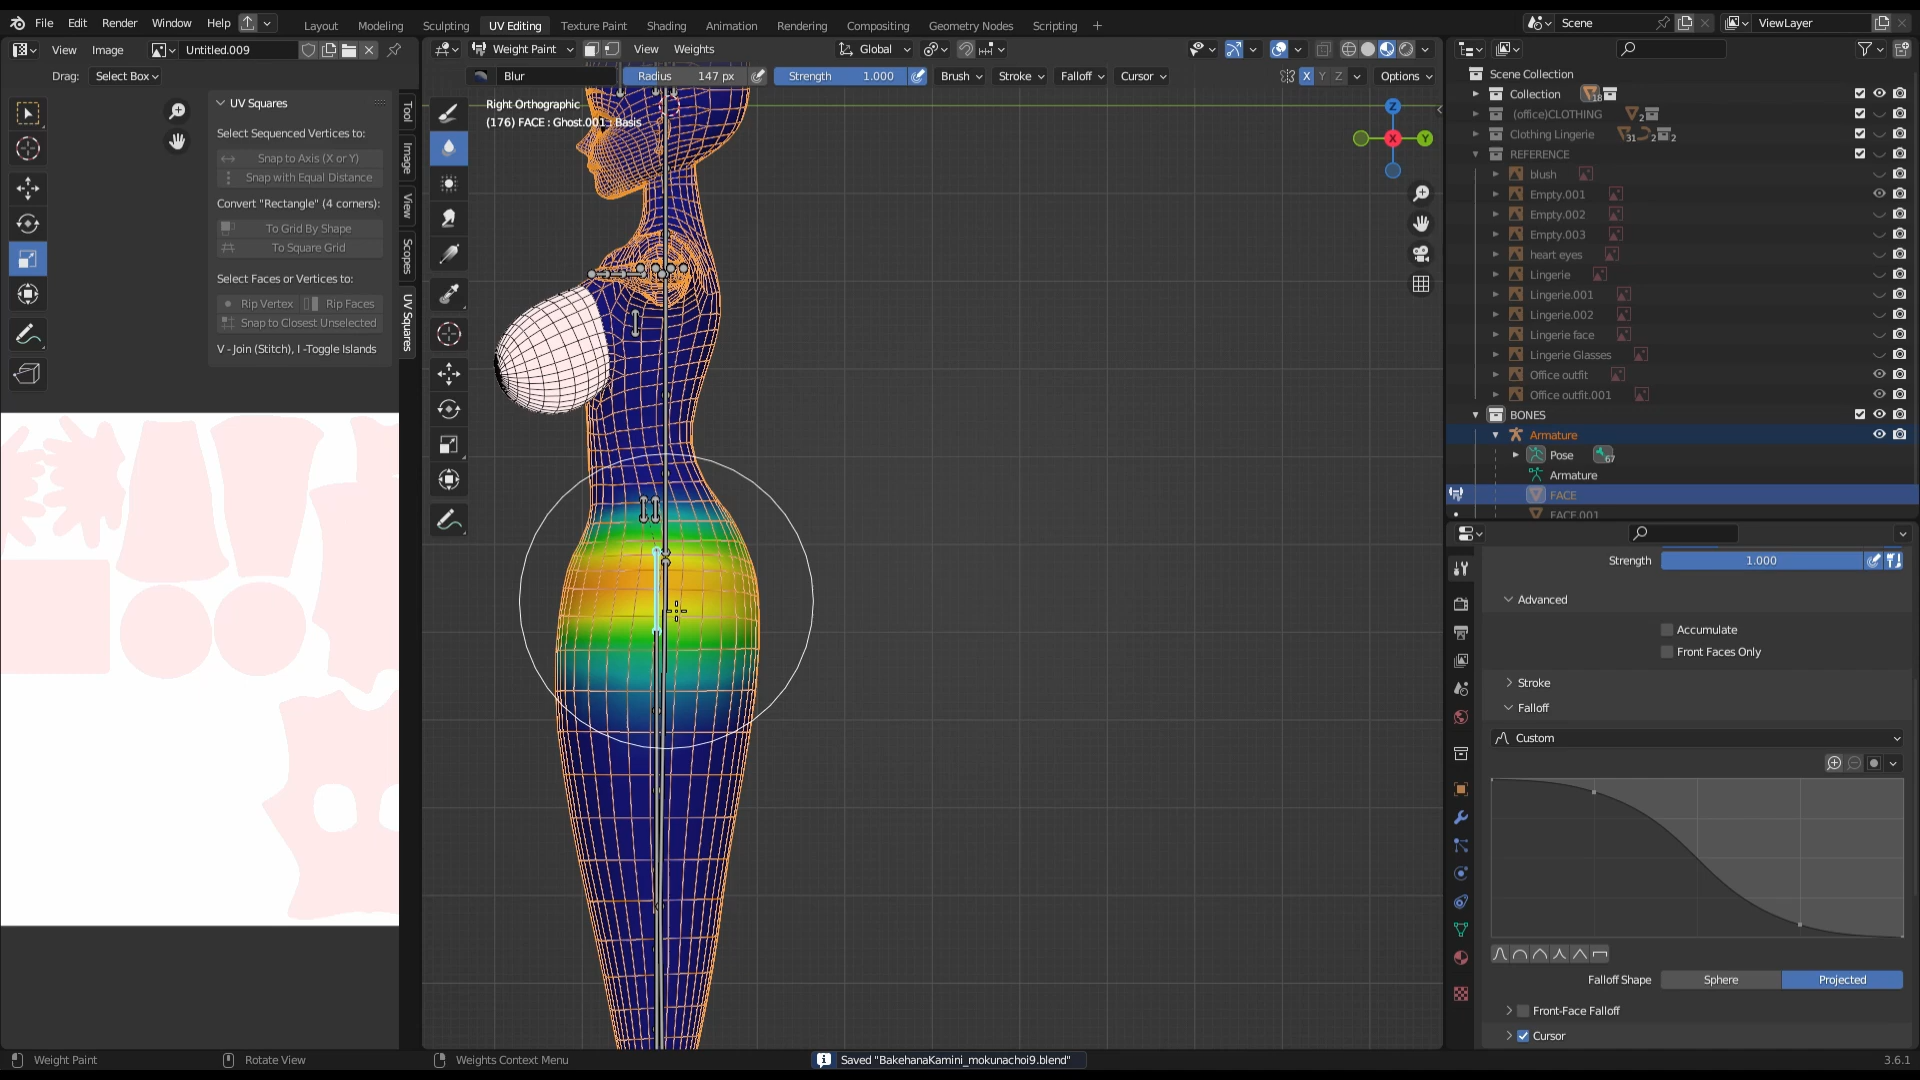 File Edit Render Window Help
Layout Modeling Sculpting UV Editing Texture Paint Shading Animation Rendering Compositing Geometry Nodes Scripting
Scene
ViewLayer
View Image Untitled.009
Weight Paint View Weights Global
Drag: Select Box
Blur Radius 147 px Strength 1.000 Brush Stroke Falloff Cursor X Y Z Options
UV Squares
Select Sequenced Vertices to:
Snap to Axis (X or Y)
Snap with Equal Distance
Convert "Rectangle" (4 corners):
To Grid By Shape
To Square Grid
Select Faces or Vertices to:
Rip Vertex Rip Faces
Snap to Closest Unselected
V - Join (Stitch), I -Toggle Islands
Tool
Image
View
Scopes
UV Squares
Right Orthographic
(176) FACE : Ghost.001 : Basis
Z
X
Y
Scene Collection
Collection 18
(office)CLOTHING 2
Clothing Lingerie 31 2 2
REFERENCE
blush
Empty.001
Empty.002
Empty.003
heart eyes
Lingerie
Lingerie.001
Lingerie.002
Lingerie face
Lingerie Glasses
Office outfit
Office outfit.001
BONES
Armature
Pose 67
Armature
FACE
FACE.001
Strength 1.000
Advanced
Accumulate
Front Faces Only
Stroke
Falloff
Custom
Falloff Shape Sphere Projected
Front-Face Falloff
Cursor
Weight Paint Rotate View Weights Context Menu Saved "BakehanaKamini_mokunachoi9.blend" 3.6.1